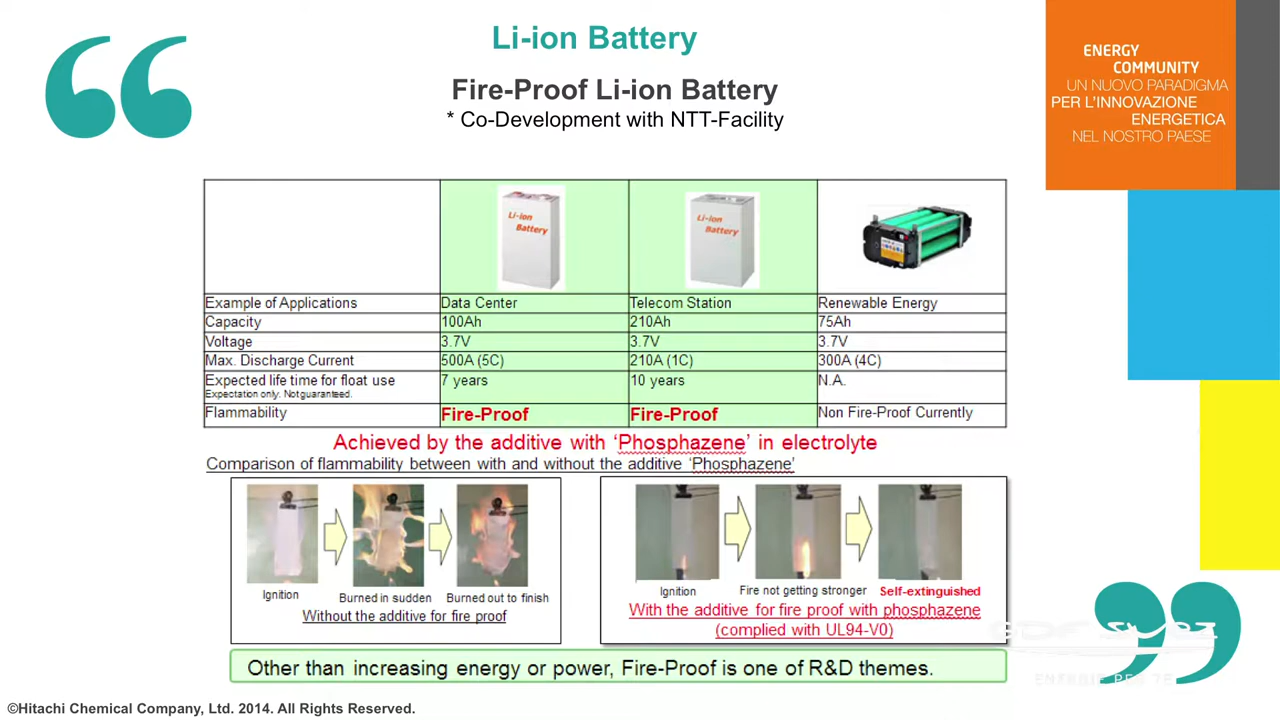 Li-ion Battery
Fire-Proof Li-ion Battery
* Co-Development with NTT-Facility
ENERGY
COMMUNITY
UN NUOVO PARADIGMA
PER L'INNOVAZIONE
ENERGETICA
NEL NOSTRO PAESE
Li-ion
Battery
Li-ion
Battery
Example of Applications Data Center Telecom Station Renewable Energy
Capacity 100Ah 210Ah 75Ah
Voltage 3.7V 3.7V 3.7V
Max. Discharge Current 500A (5C) 210A (1C) 300A (4C)
Expected life time for float use 7 years 10 years N.A.
Expectation only. Not guaranteed.
Flammability Fire-Proof Fire-Proof Non Fire-Proof Currently
Achieved by the additive with ‘Phosphazene’ in electrolyte
Comparison of flammability between with and without the additive ‘Phosphazene’
Ignition Burned in sudden Burned out to finish
Without the additive for fire proof
Ignition Fire not getting stronger Self-extinguished
With the additive for fire proof with phosphazene
(complied with UL94-V0)
Other than increasing energy or power, Fire-Proof is one of R&D themes.
©Hitachi Chemical Company, Ltd. 2014. All Rights Reserved.